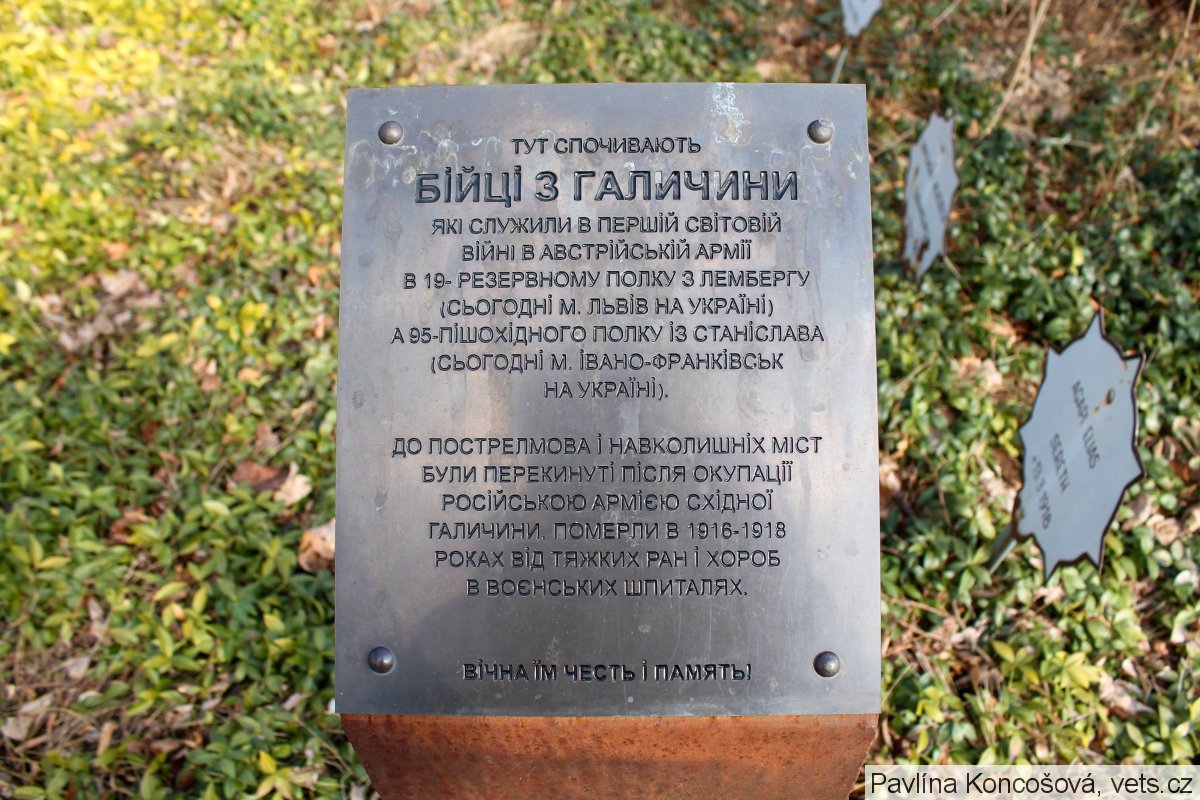 ТУТ СПОЧИВАЮТЬ
БІЙЦІ З ГАЛИЧИНИ
ЯКІ СЛУЖИЛИ В ПЕРШІЙ СВІТОВІЙ
ВІЙНІ В АВСТРІЙСЬКІЙ АРМІЇ
В 19- РЕЗЕРВНОМУ ПОЛКУ З ЛЕМБЕРГУ
(СЬОГОДНІ М. ЛЬВІВ НА УКРАЇНІ)
А 95-ПІШОХІДНОГО ПОЛКУ ІЗ СТАНІСЛАВА
(СЬОГОДНІ М. ІВАНО-ФРАНКІВСЬК
НА УКРАЇНІ).
ДО ПОСТРЕЛМОВА І НАВКОЛИШНІХ МІСТ
БУЛИ ПЕРЕКИНУТІ ПІСЛЯ ОКУПАЦІЇ
РОСІЙСЬКОЮ АРМІЄЮ СХІДНОЇ
ГАЛИЧИНИ. ПОМЕРЛИ В 1916-1918
РОКАХ ВІД ТЯЖКИХ РАН І ХОРОБ
В ВОЄНСЬКИХ ШПИТАЛЯХ.
ВІЧНА ЇМ ЧЕСТЬ І ПАМЯТЬ!
AGAPI ELIAS
SERETH
Pavlína Koncošová, vets.cz